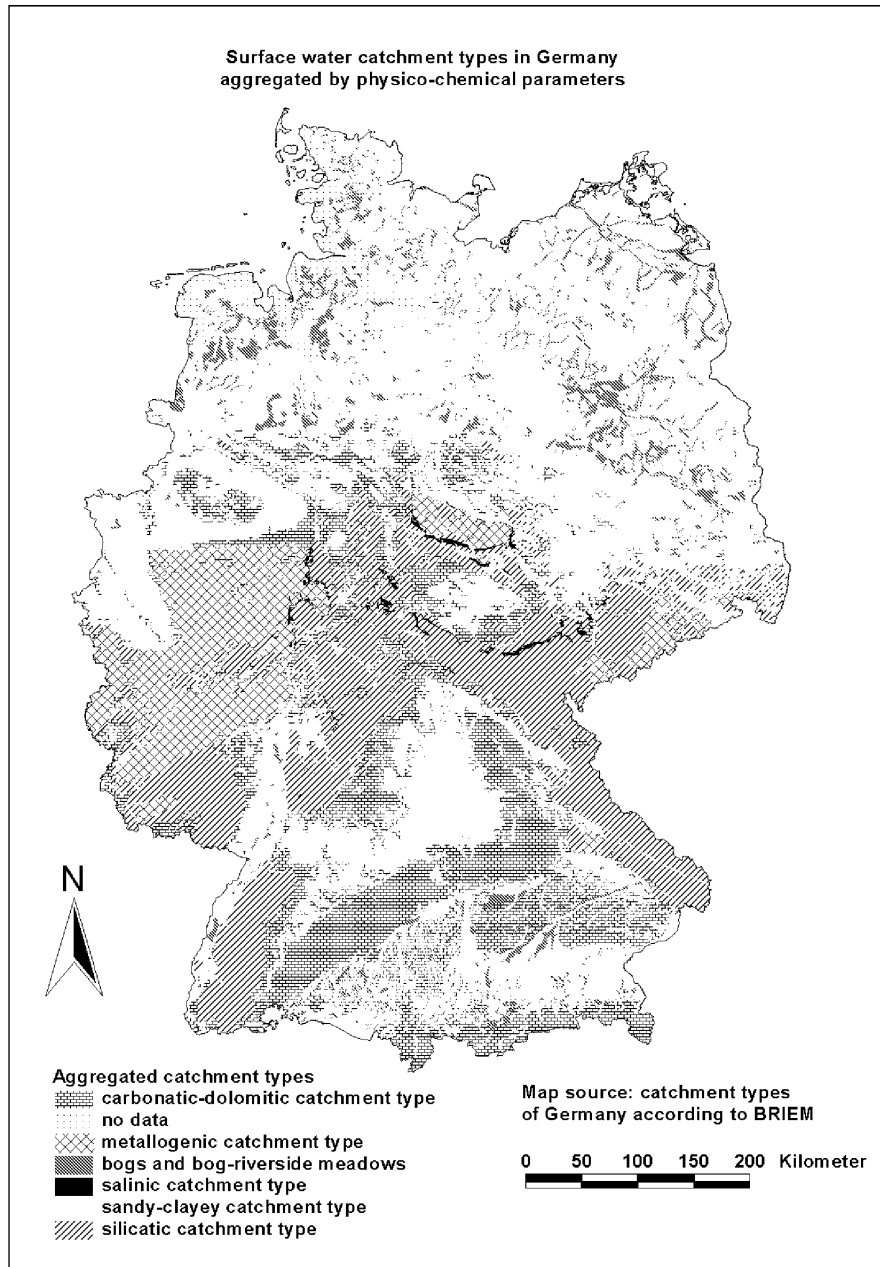 Surface water catchment types in Germany
aggregated by physico-chemical parameters
N
Aggregated catchment types
carbonatic-dolomitic catchment type
no data
metallogenic catchment type
bogs and bog-riverside meadows
salinic catchment type
sandy-clayey catchment type
silicatic catchment type
Map source: catchment types
of Germany according to BRIEM
0 50 100 150 200 Kilometer